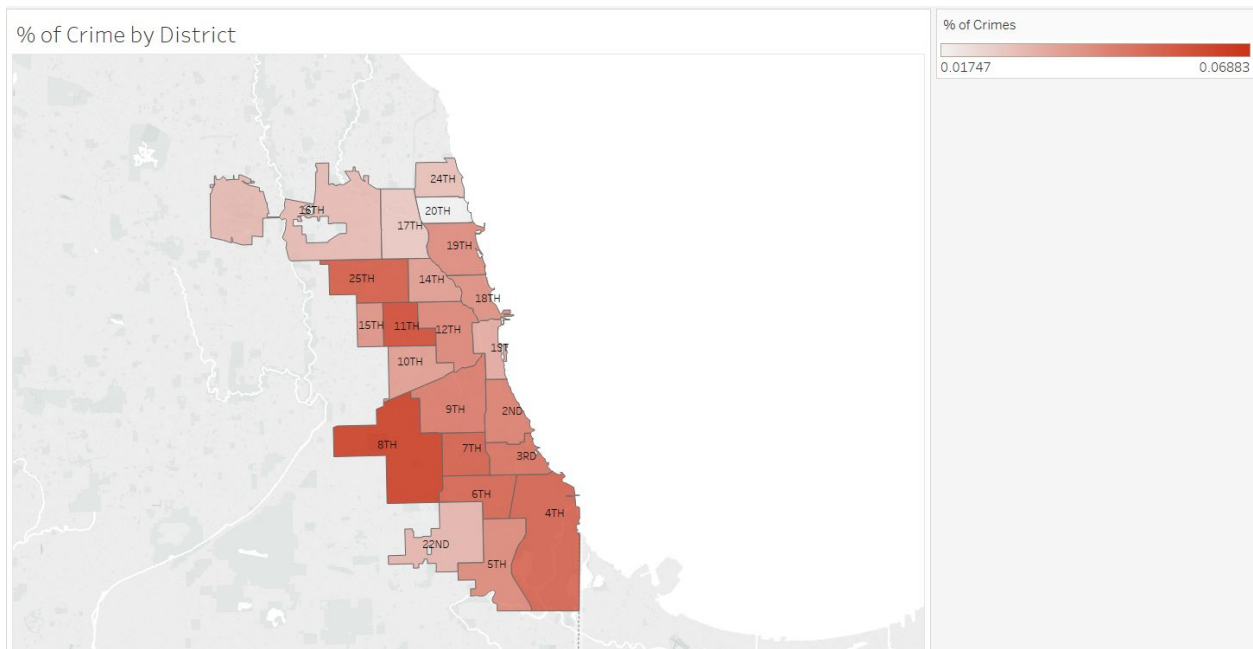 % of Crime by District
% of Crimes
0.01747 0.06883
24TH
16TH
20TH
17TH
19TH
25TH
14TH
18TH
15TH
11TH
12TH
1ST
10TH
9TH
2ND
8TH
7TH
3RD
6TH
4TH
22ND
5TH